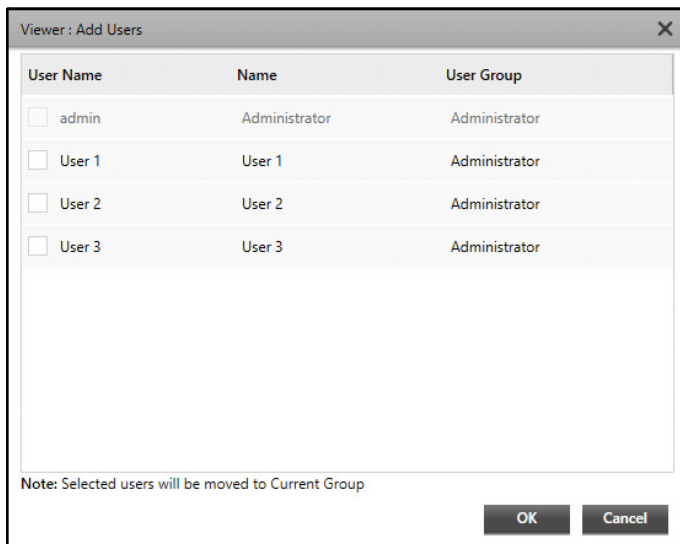 Viewer : Add Users
User Name Name User Group
admin Administrator Administrator
User 1 User 1 Administrator
User 2 User 2 Administrator
User 3 User 3 Administrator
Note: Selected users will be moved to Current Group
OK Cancel